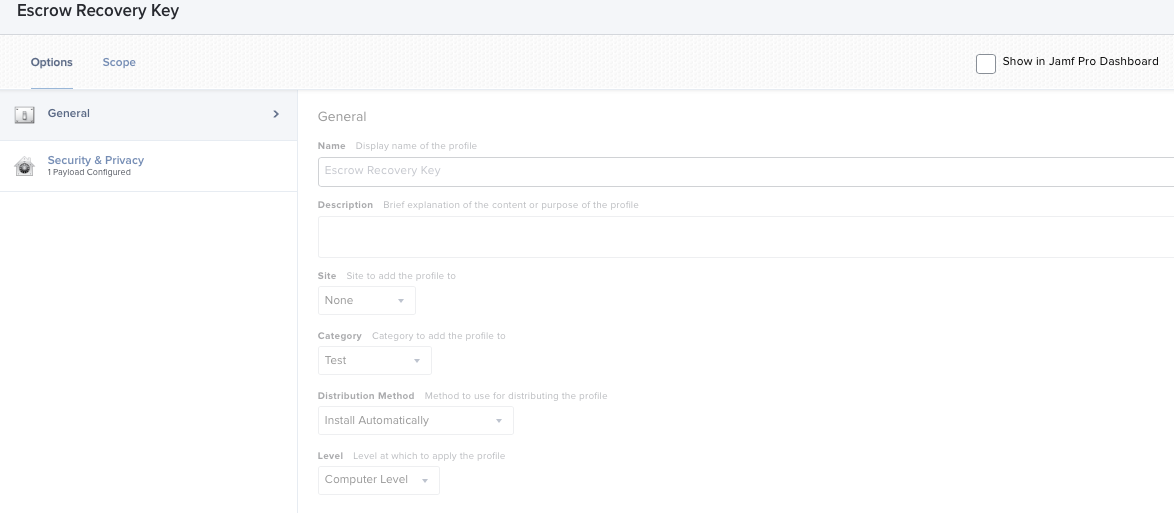 Escrow Recovery Key
Options Scope
Show in Jamf Pro Dashboard
General
Security & Privacy
1 Payload Configured
General
Name Display name of the profile
Escrow Recovery Key
Description Brief explanation of the content or purpose of the profile
Site Site to add the profile to
None
Category Category to add the profile to
Test
Distribution Method Method to use for distributing the profile
Install Automatically
Level Level at which to apply the profile
Computer Level